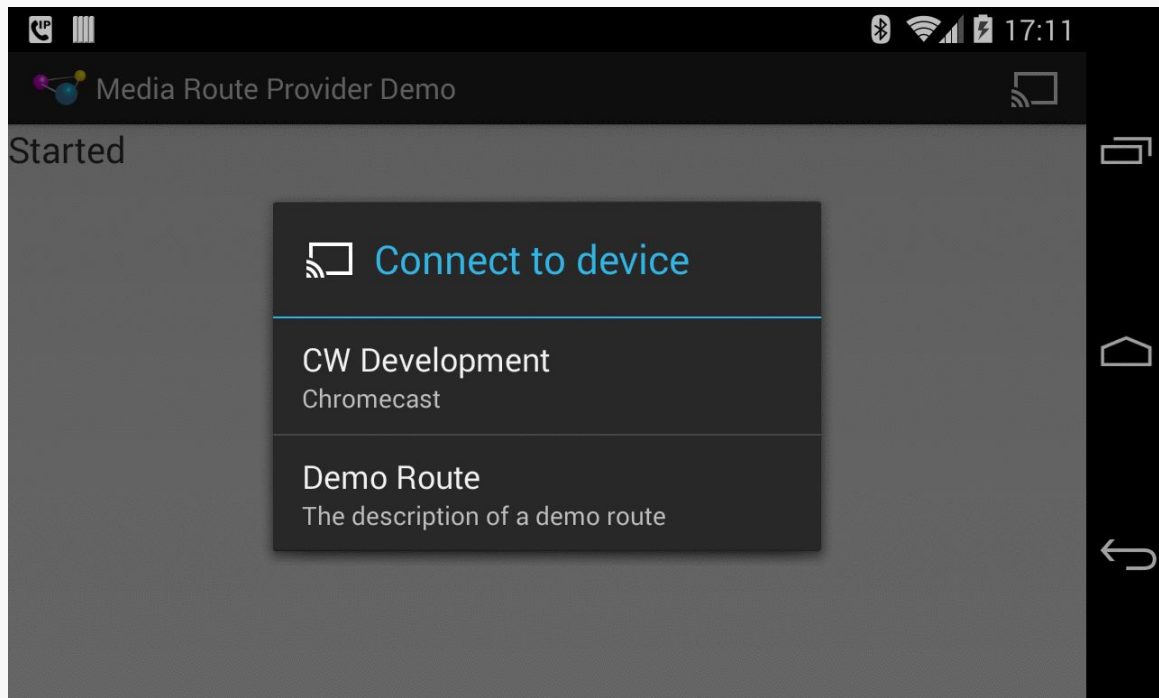 17:11
Media Route Provider Demo
Started
Connect to device
CW Development
Chromecast
Demo Route
The description of a demo route